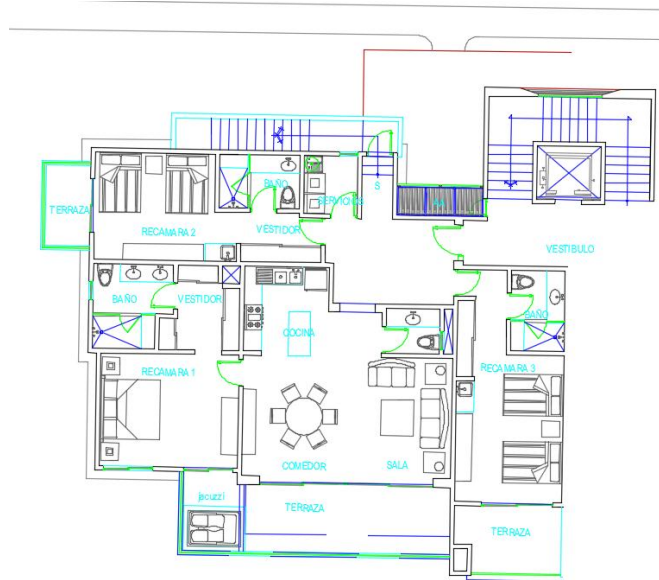 BAÑO
SERVICIOS
S
TERRAZA
RECAMARA 2
VESTIDOR
VESTIBULO
BAÑO
VESTIDOR
BAÑO
COCINA
RECAMARA 1
RECAMARA 3
COMEDOR
SALA
jacuzzi
TERRAZA
TERRAZA